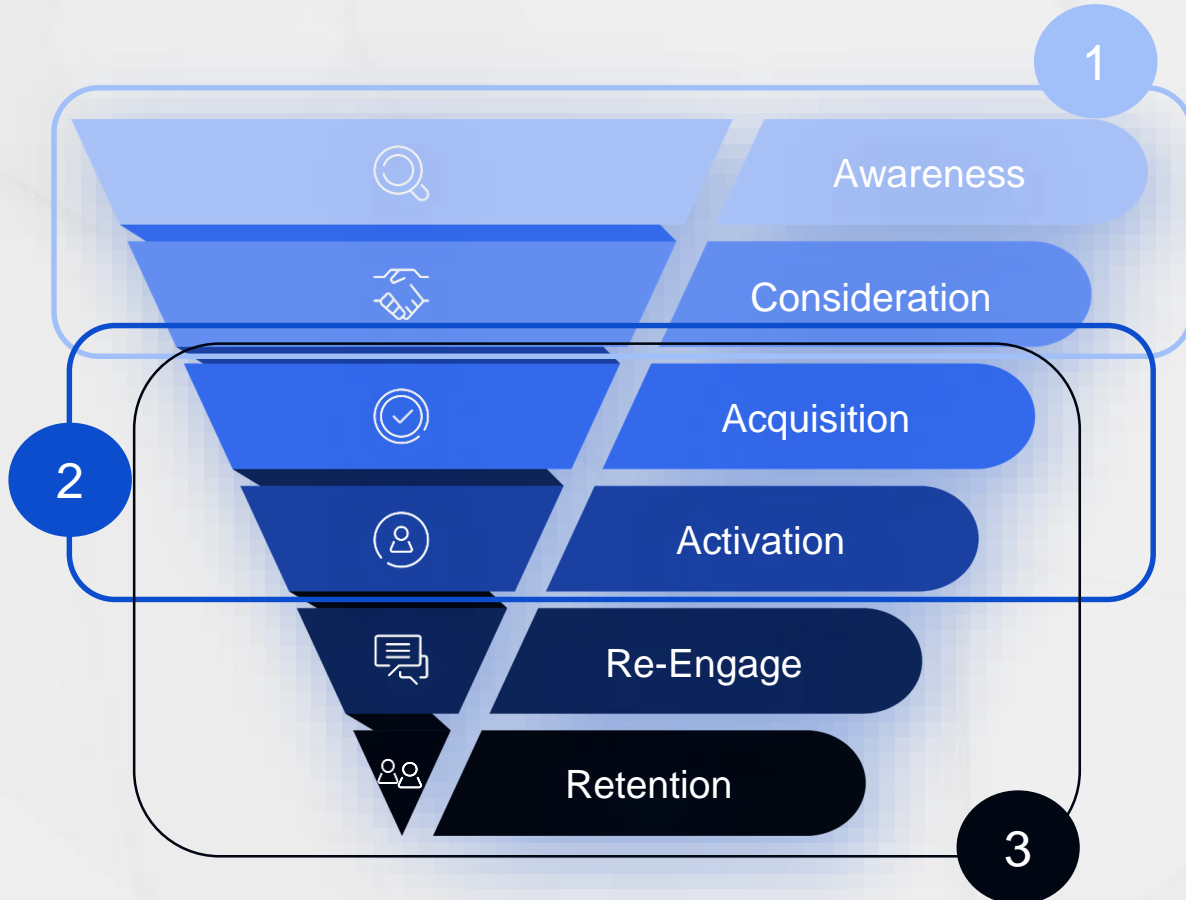 1
Awareness
Consideration
Acquisition
2
Activation
Re-Engage
Retention
3